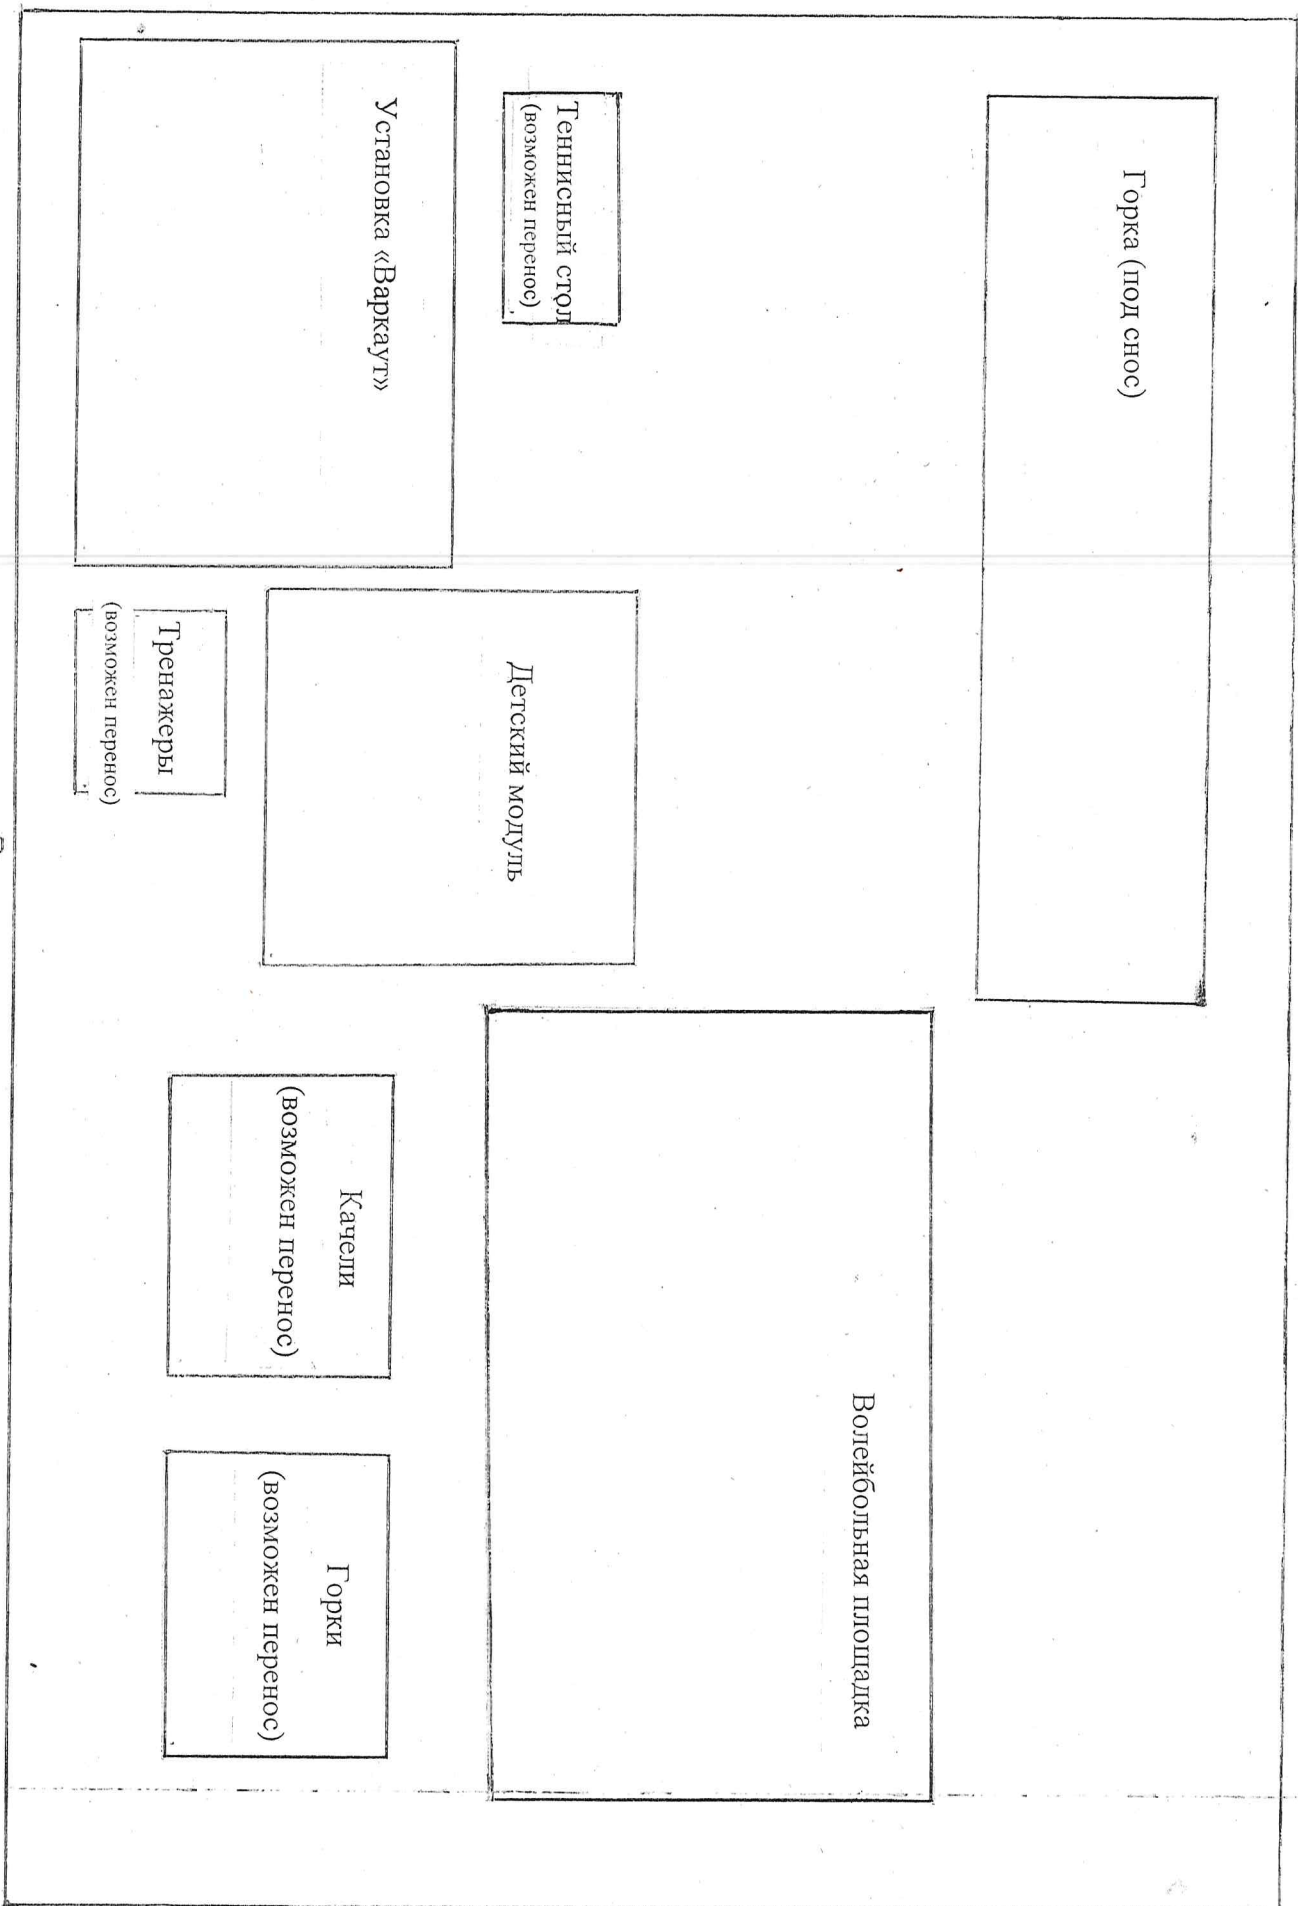 Горка (под снос)
Теннисный стол
(возможен перенос)
Установка «Варкаут»
Детский модуль
Тренажеры
(возможен перенос)
Волейбольная площадка
Качели
(возможен перенос)
Горки
(возможен перенос)